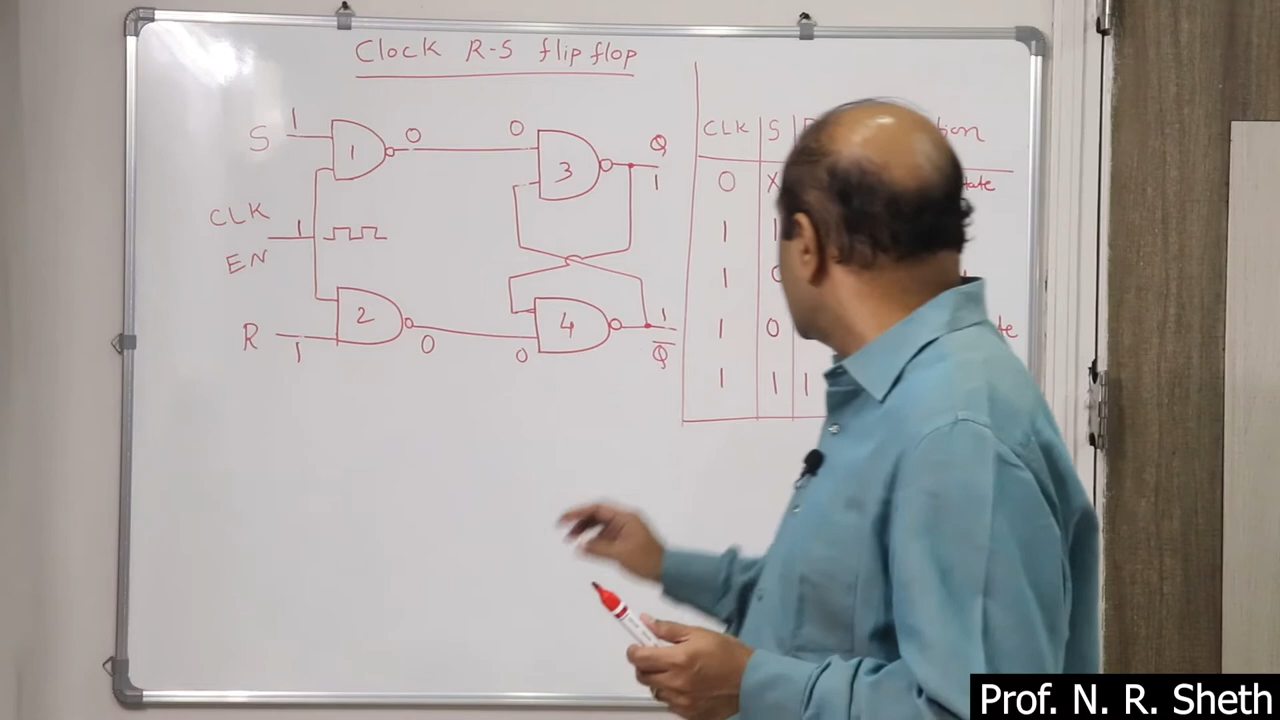 Clock R-S flip flop
S 1 1 0 0 3 Q 1
CLK EN 1
R 1 2 0 0 4 1 Q̅
CLK S
0 X
1 1
1 0
1 0
1 1 1
Prof. N. R. Sheth